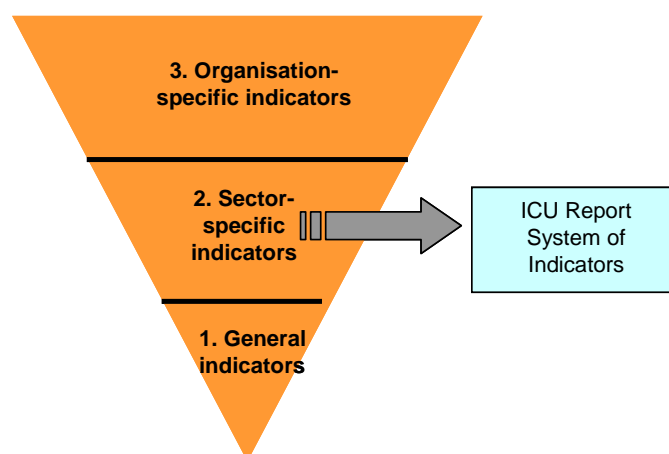 3. Organisation-
specific indicators
2. Sector-
specific
indicators
ICU Report
System of
Indicators
1. General
indicators